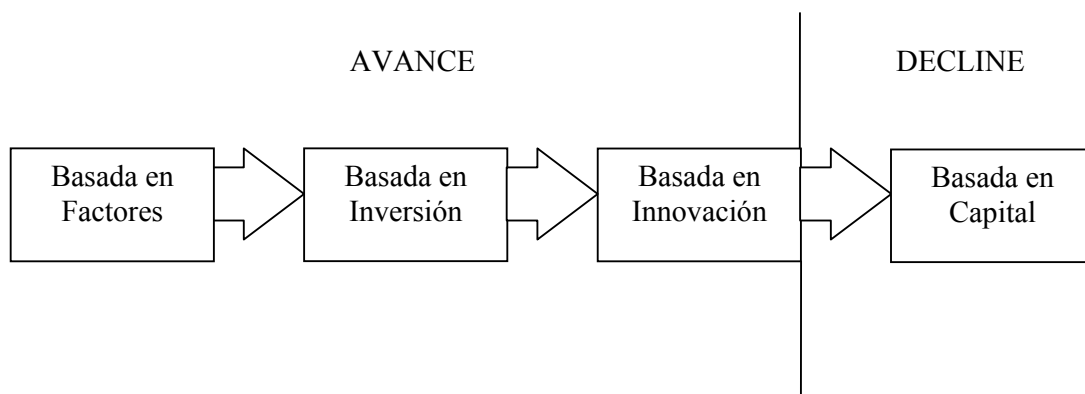 AVANCE
DECLINE
Basada en
Factores
Basada en
Inversión
Basada en
Innovación
Basada en
Capital